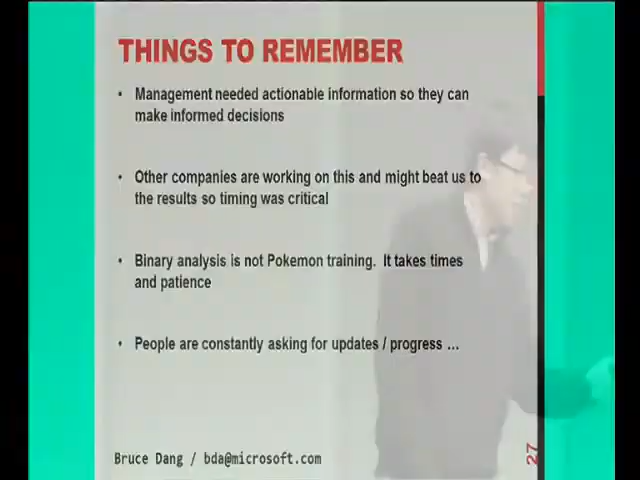 THINGS TO REMEMBER
• Management needed actionable information so they can
make informed decisions
• Other companies are working on this and might beat us to
the results so timing was critical
• Binary analysis is not Pokemon training. It takes times
and patience
• People are constantly asking for updates / progress ...
Bruce Dang / bda@microsoft.com
27